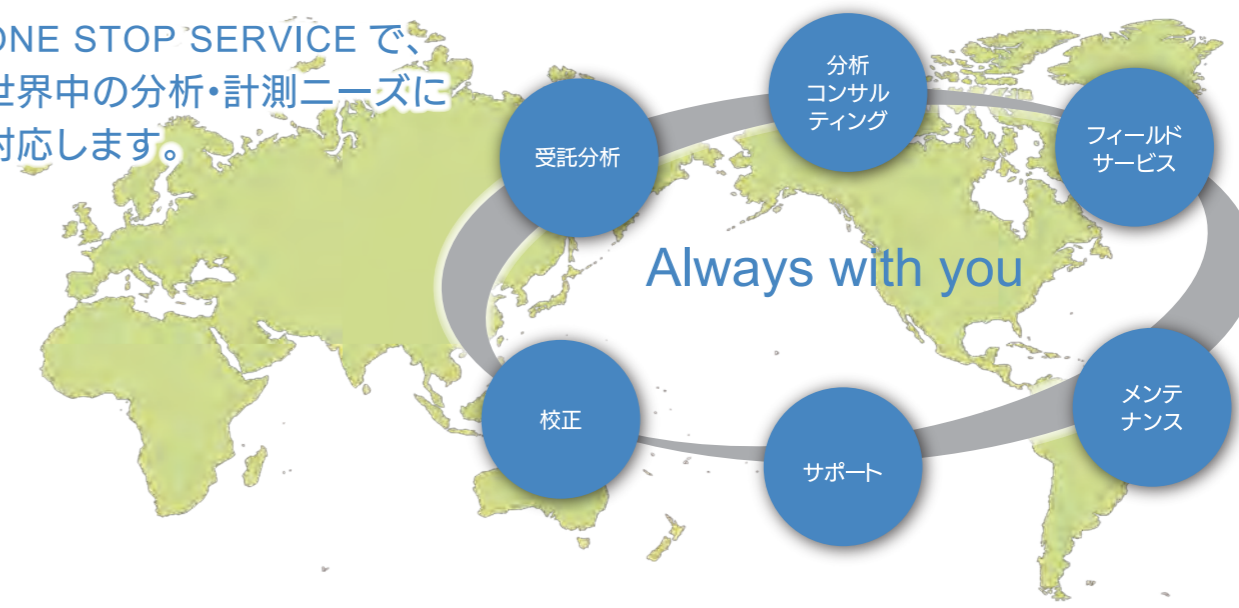 ONE STOP SERVICE で、
世界中の分析・計測ニーズに
対応します。
分析
コンサル
ティング
フィールド
サービス
受託分析
Always with you
メンテ
ナンス
校正
サポート